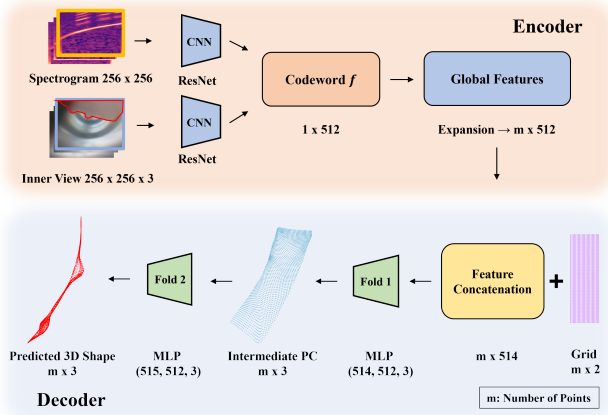 Encoder
CNN
Spectrogram 256 x 256
ResNet
Codeword f
Global Features
CNN
1 x 512
Expansion → m x 512
ResNet
Inner View 256 x 256 x 3
Fold 2
Fold 1
Feature
Concatenation
+
Predicted 3D Shape
m x 3
MLP
(515, 512, 3)
Intermediate PC
m x 3
MLP
(514, 512, 3)
m x 514
Grid
m x 2
Decoder
m: Number of Points